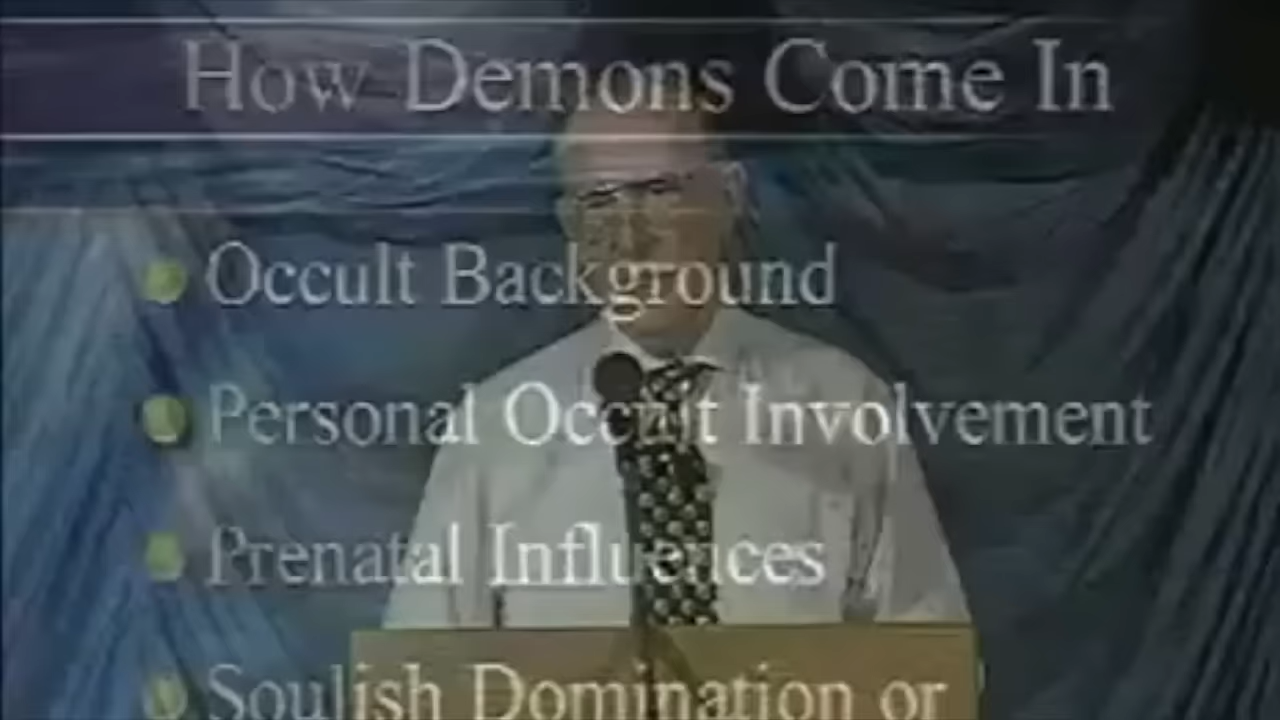 How Demons Come In
Occult Background
Personal Occult Involvement
Prenatal Influences
Soulish Domination or